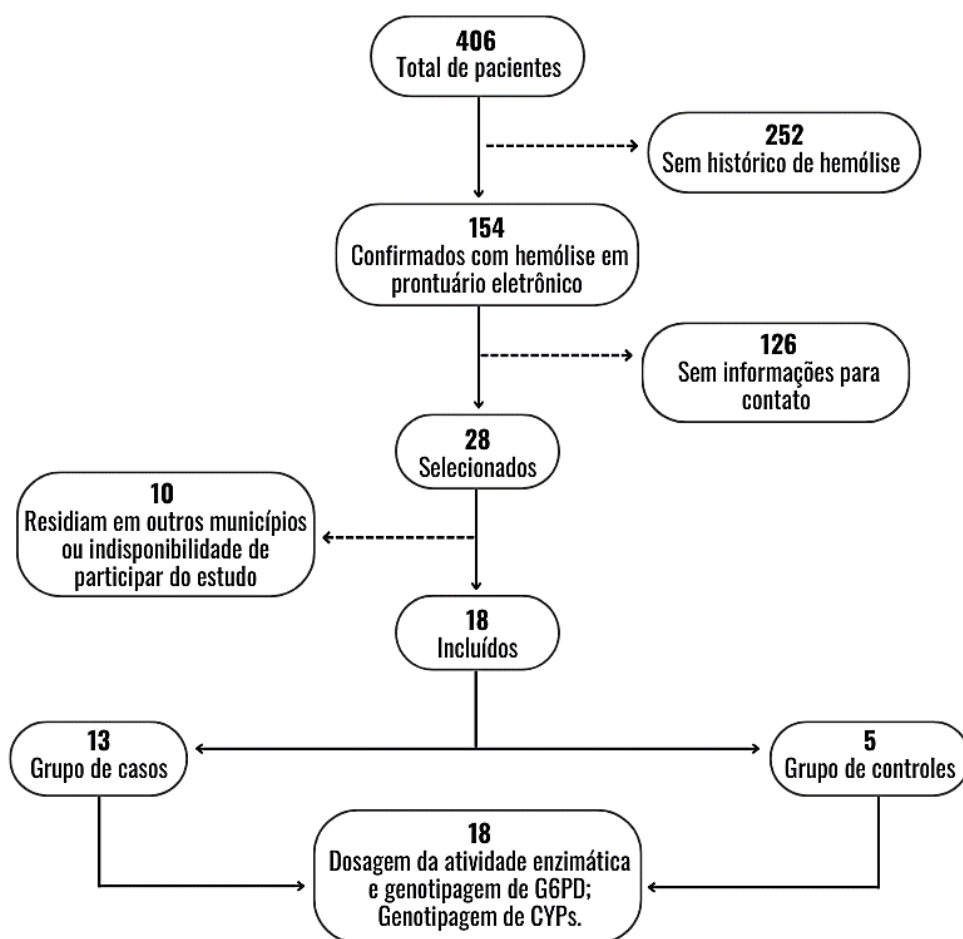 406
Total de pacientes
252
Sem histórico de hemólise
154
Confirmados com hemólise em
prontuário eletrônico
126
Sem informações para
contato
28
Selecionados
10
Residiam em outros municípios
ou indisponibilidade de
participar do estudo
18
Incluídos
13
Grupo de casos
5
Grupo de controles
18
Dosagem da atividade enzimática
e genotipagem de G6PD;
Genotipagem de CYPs.